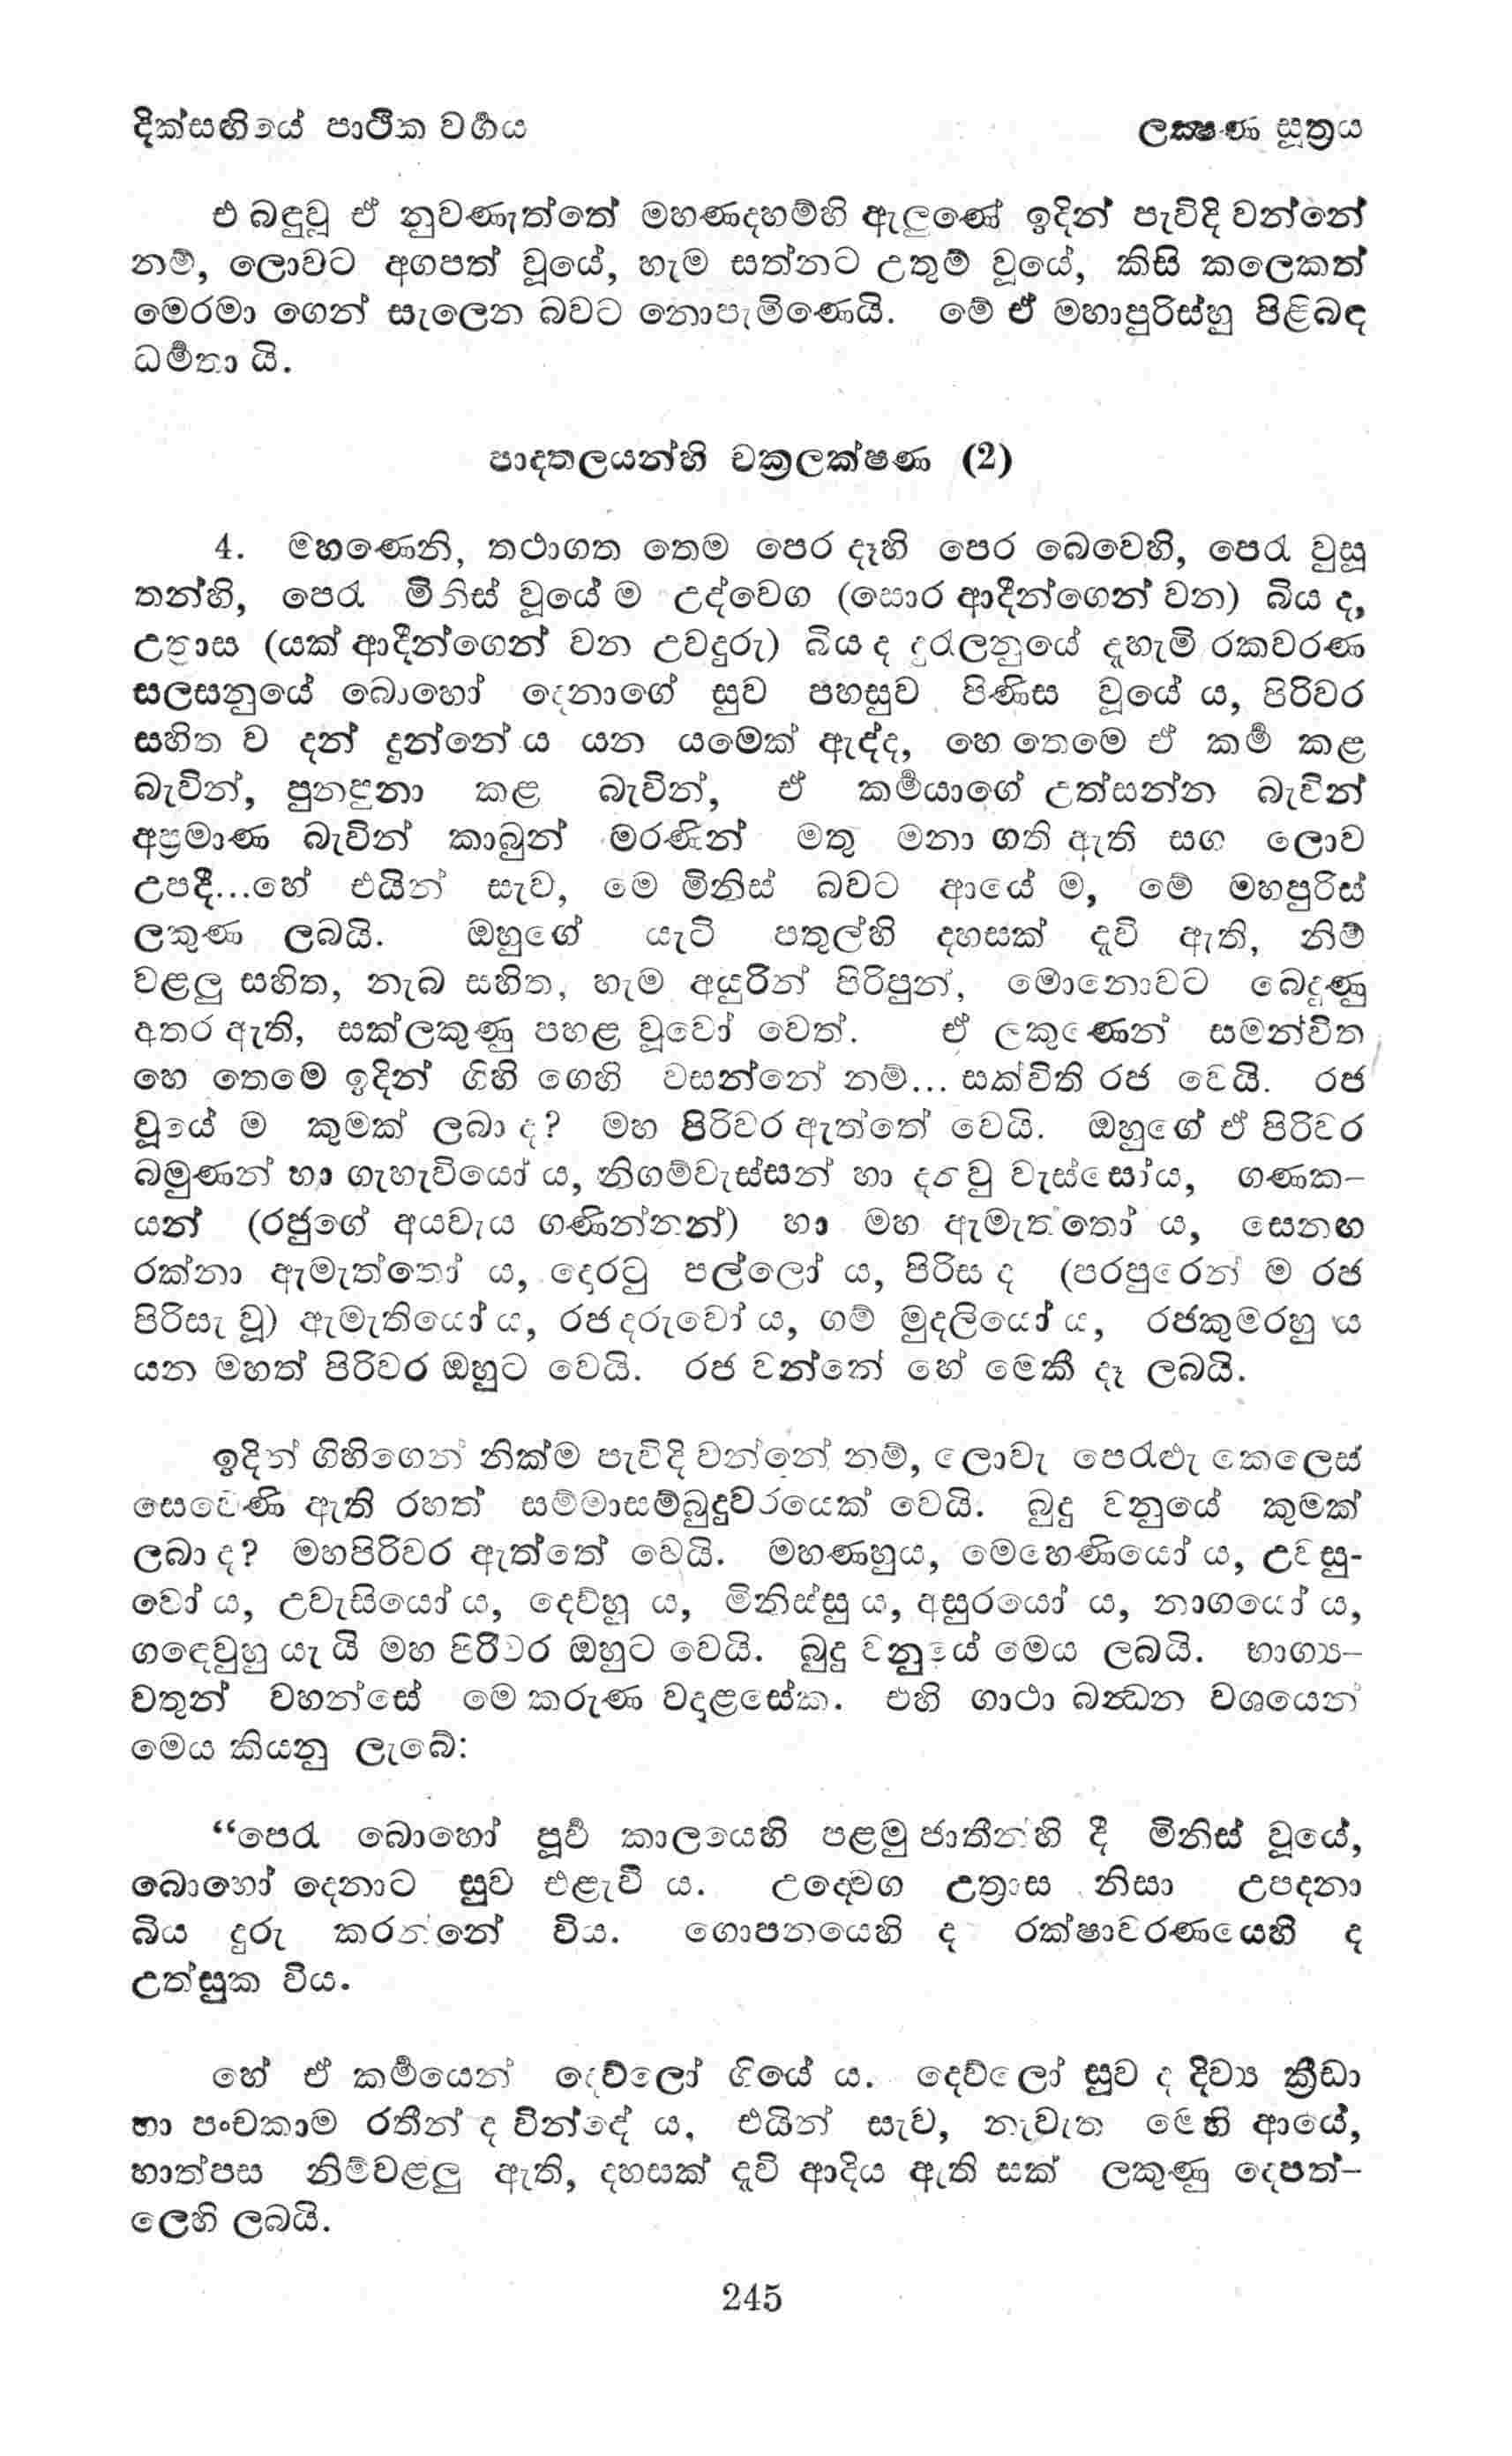 දික්සඟියේ පාථික වර්‍ගය
ලක්‍ෂණ සූත්‍රය
එ බඳුවූ ඒ නුවණැත්තේ මහණදහම්හි ඇලුණේ ඉදින් පැවිදි වන්නේ
නම්, ලොවට අගපත් වූයේ, හැම සත්නට උතුම් වූයේ, කිසි කලෙකත්
මෙරමා ගෙන් සැලෙන බවට නොපැමිණෙයි. මේ ඒ මහාපුරිස්හු පිළිබඳ
ධර්‍මතා යි.
පාදතලයන්හි චක්‍රලක්ෂණ (2)
4. මහණෙනි, තථාගත තෙම පෙර දෑහි පෙර බෙවෙහි, පෙරැ වුසූ
තන්හි, පෙරැ මිනිස් වූයේ ම උද්වෙග (සොර ආදීන්ගෙන් වන) බිය ද,
උත්‍රාස (යක් ආදීන්ගෙන් වන උවදුරු) බිය ද දුරැලනුයේ දැහැමි රකවරණ
සලසනුයේ බොහෝ දෙනාගේ සුව පහසුව පිණිස වූයේ ය, පිරිවර
සහිත ව දන් දුන්නේ ය යන යමෙක් ඇද්ද, හෙ තෙමෙ ඒ කර්‍ම කළ
බැවින්, පුනපුනා කළ බැවින්, ඒ කර්‍මයාගේ උත්සන්න බැවින්
අප්‍රමාණ බැවින් කාබුන් මරණින් මතු මනා ගති ඇති සග ලොව
උපදී...හේ එයින් සැව, මෙ මිනිස් බවට ආයේ ම, මේ මහපුරිස්
ලකුණ ලබයි. ඔහුගේ යැටි පතුල්හි දහසක් දැවි ඇති, නිම්
වළලු සහිත, නැබ සහිත, හැම අයුරින් පිරිපුන්, මොනොවට බෙදුණු
අතර ඇති, සක්ලකුණු පහළ වූවෝ වෙත්. ඒ ලකුණෙන් සමන්විත
හෙ තෙමෙ ඉදින් ගිහි ගෙහි වසන්නේ නම්... සක්විති රජ වෙයි. රජ
වූයේ ම කුමක් ලබා ද? මහ පිරිවර ඇත්තේ වෙයි. ඔහුගේ ඒ පිරිවර
බමුණන් හා ගැහැවියෝ ය, නිගම්වැස්සන් හා දනවු වැස්සෝය, ගණක-
යන් (රජුගේ අයවැය ගණින්නන්) හා මහ ඇමැත්තෝ ය, සෙනඟ
රක්නා ඇමැත්තෝ ය, දොරටු පල්ලෝ ය, පිරිස ද (පරපුරෙන් ම රජ
පිරිසැ වූ) ඇමැතියෝ ය, රජ දරුවෝ ය, ගම් මුදලියෝ ය, රජකුමරහු ය
යන මහත් පිරිවර ඔහුට වෙයි. රජ වන්නේ හේ මෙකී දෑ ලබයි.
ඉදින් ගිහිගෙන් නික්ම පැවිදි වන්නේ නම්, ලොවැ පෙරැළූ කෙලෙස්
සෙවෙණි ඇති රහත් සම්මාසම්බුදුවරයෙක් වෙයි. බුදු වනුයේ කුමක්
ලබා ද? මහපිරිවර ඇත්තේ වෙයි. මහණහුය, මෙහෙණියෝ ය, උවසු-
වෝ ය, උවැසියෝ ය, දෙව්හු ය, මිනිස්සු ය, අසුරයෝ ය, නාගයෝ ය,
ගඳෙව්හු යැ යි මහ පිරිවර ඔහුට වෙයි. බුදු වනුයේ මෙය ලබයි. භාග්‍ය-
වතුන් වහන්සේ මෙ කරුණ වදළසේක. එහි ගාථා බන්‍ධන වශයෙන්
මෙය කියනු ලැබේ:
“පෙරැ බොහෝ පූර්‍ව කාලයෙහි පළමු ජාතීන්හි දී මිනිස් වූයේ,
බොහෝ දෙනාට සුව එළැවී ය. උද්වෙග උත්‍රාස නිසා උපදනා
බිය දුරු කරන්නේ විය. ගොපනයෙහි ද රක්ෂාවරණයෙහි ද
උත්සුක විය.
හේ ඒ කර්‍මයෙන් දෙව්ලෝ ගියේ ය. දෙව්ලෝ සුව ද දිව්‍ය ක්‍රීඩා
හා පංචකාම රතීන් ද වින්දේ ය, එයින් සැව, නැවැත මෙහි ආයේ,
හාත්පස නිම්වළලු ඇති, දහසක් දැවි ආදිය ඇති සක් ලකුණු දෙපත්-
ලෙහි ලබයි.
245